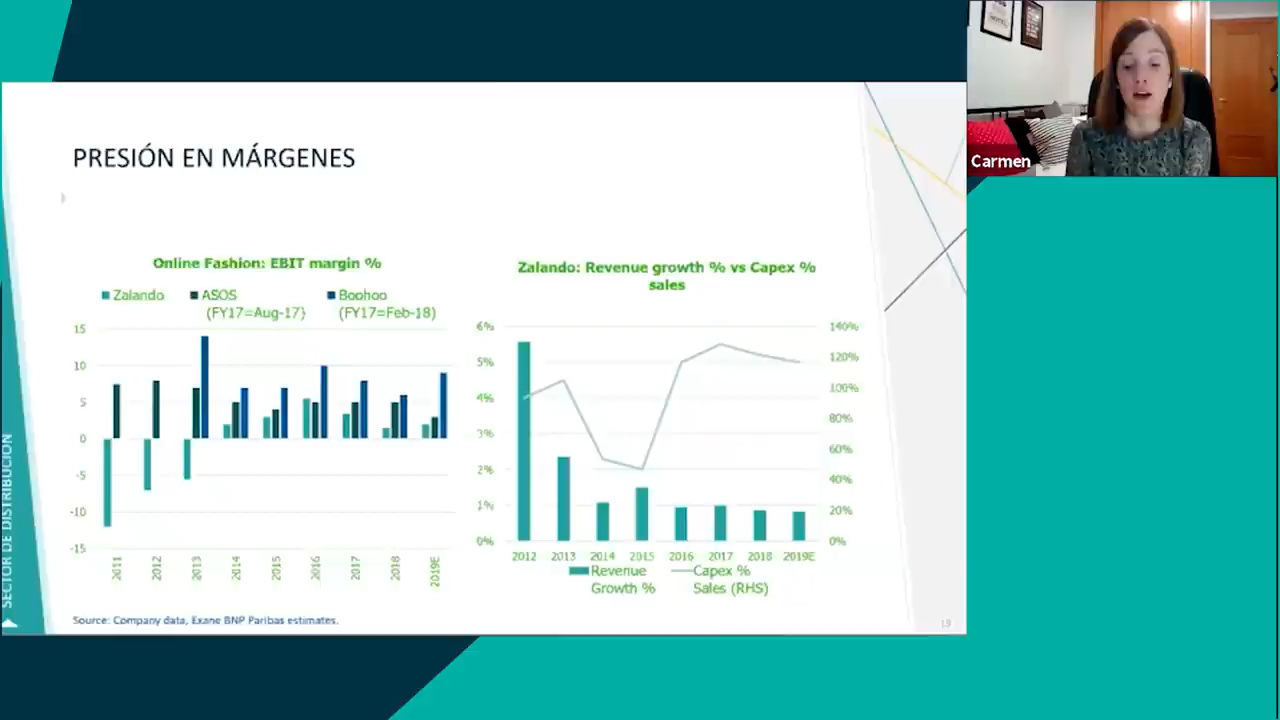 Carmen
PRESIÓN EN MÁRGENES
Online Fashion: EBIT margin %
Zalando
ASOS
(FY17=Aug-17)
Boohoo
(FY17=Feb-18)
15
10
5
0
-5
-10
-15
2011
2012
2013
2014
2015
2016
2017
2018
2019E
Zalando: Revenue growth % vs Capex %
sales
6%
5%
4%
3%
2%
1%
0%
140%
120%
100%
80%
60%
40%
20%
0%
2012 2013 2014 2015 2016 2017 2018 2019E
Revenue
Growth %
Capex %
Sales (RHS)
Source: Company data, Exane BNP Paribas estimates.
SECTOR DE DISTRIBUCIÓN